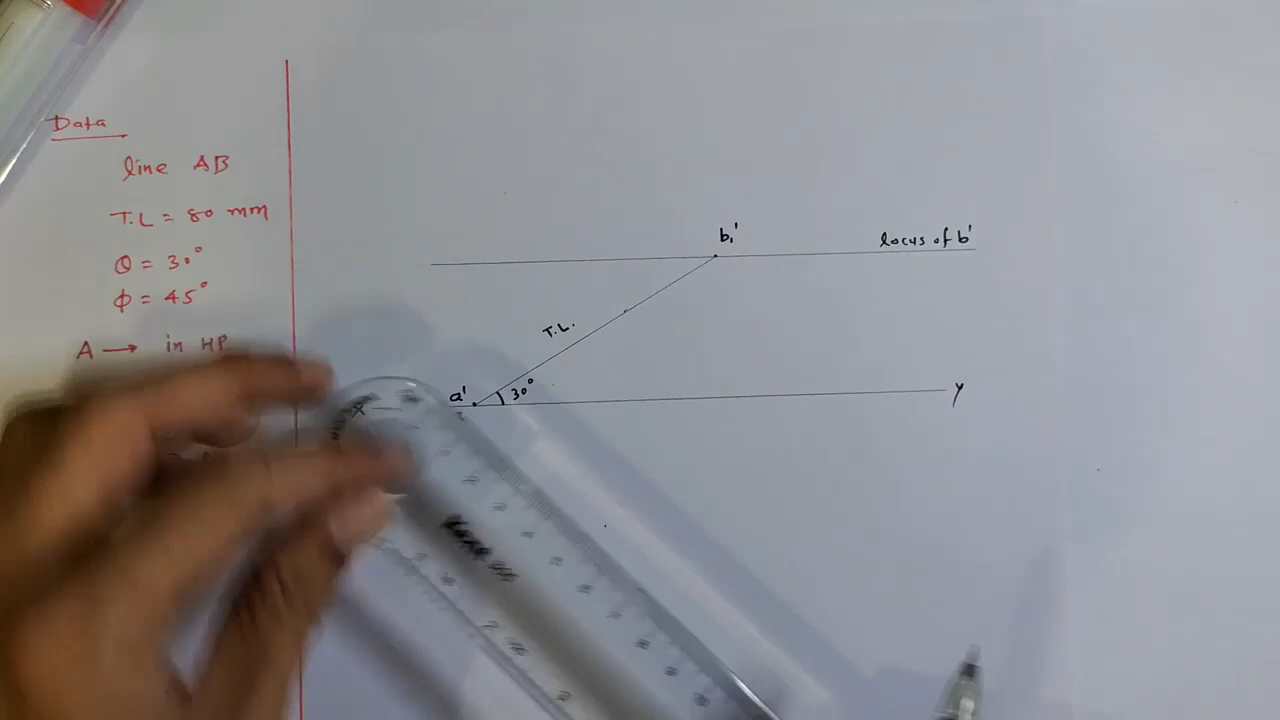 Data
line AB
T.L = 80 mm
θ = 30°
ϕ = 45°
A → in HP
b₁'
locus of b'
T.L.
a' 30°
X
y